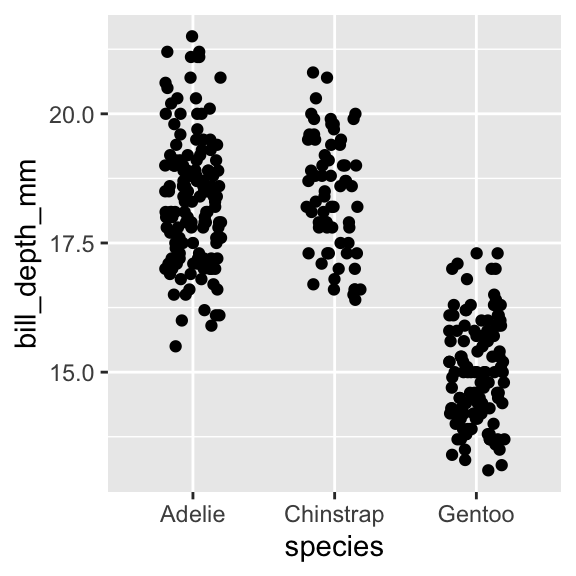 20.0
17.5
15.0
bill_depth_mm
Adelie Chinstrap Gentoo
species